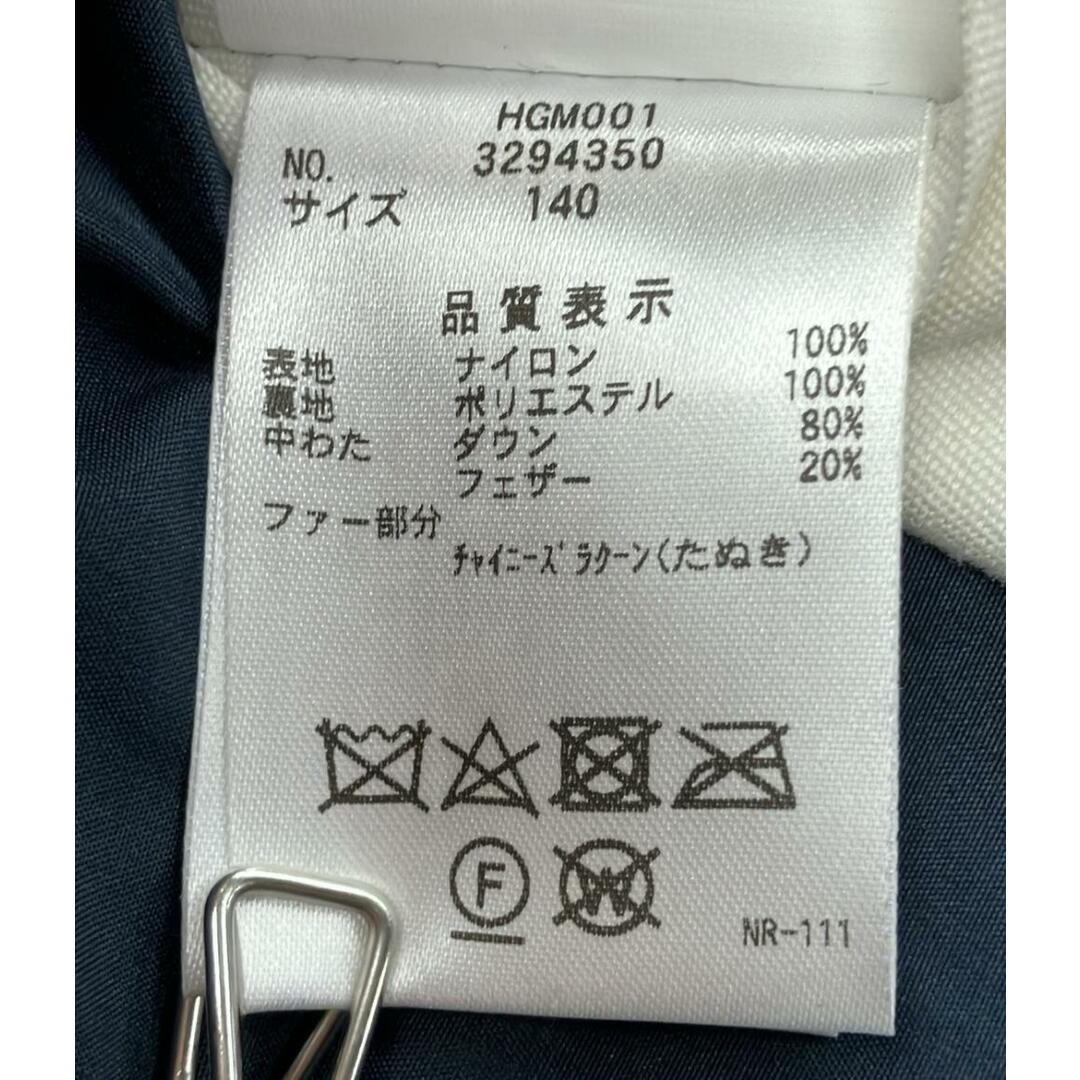 HGM001
NO. 3294350
サイズ 140
品質表示
表地 ナイロン 100%
裏地 ポリエステル 100%
中わた ダウン 80%
フェザー 20%
ファー部分
ﾁｬｲﾆｰｽﾞﾗｸｰﾝ(たぬき)
F W
NR-111